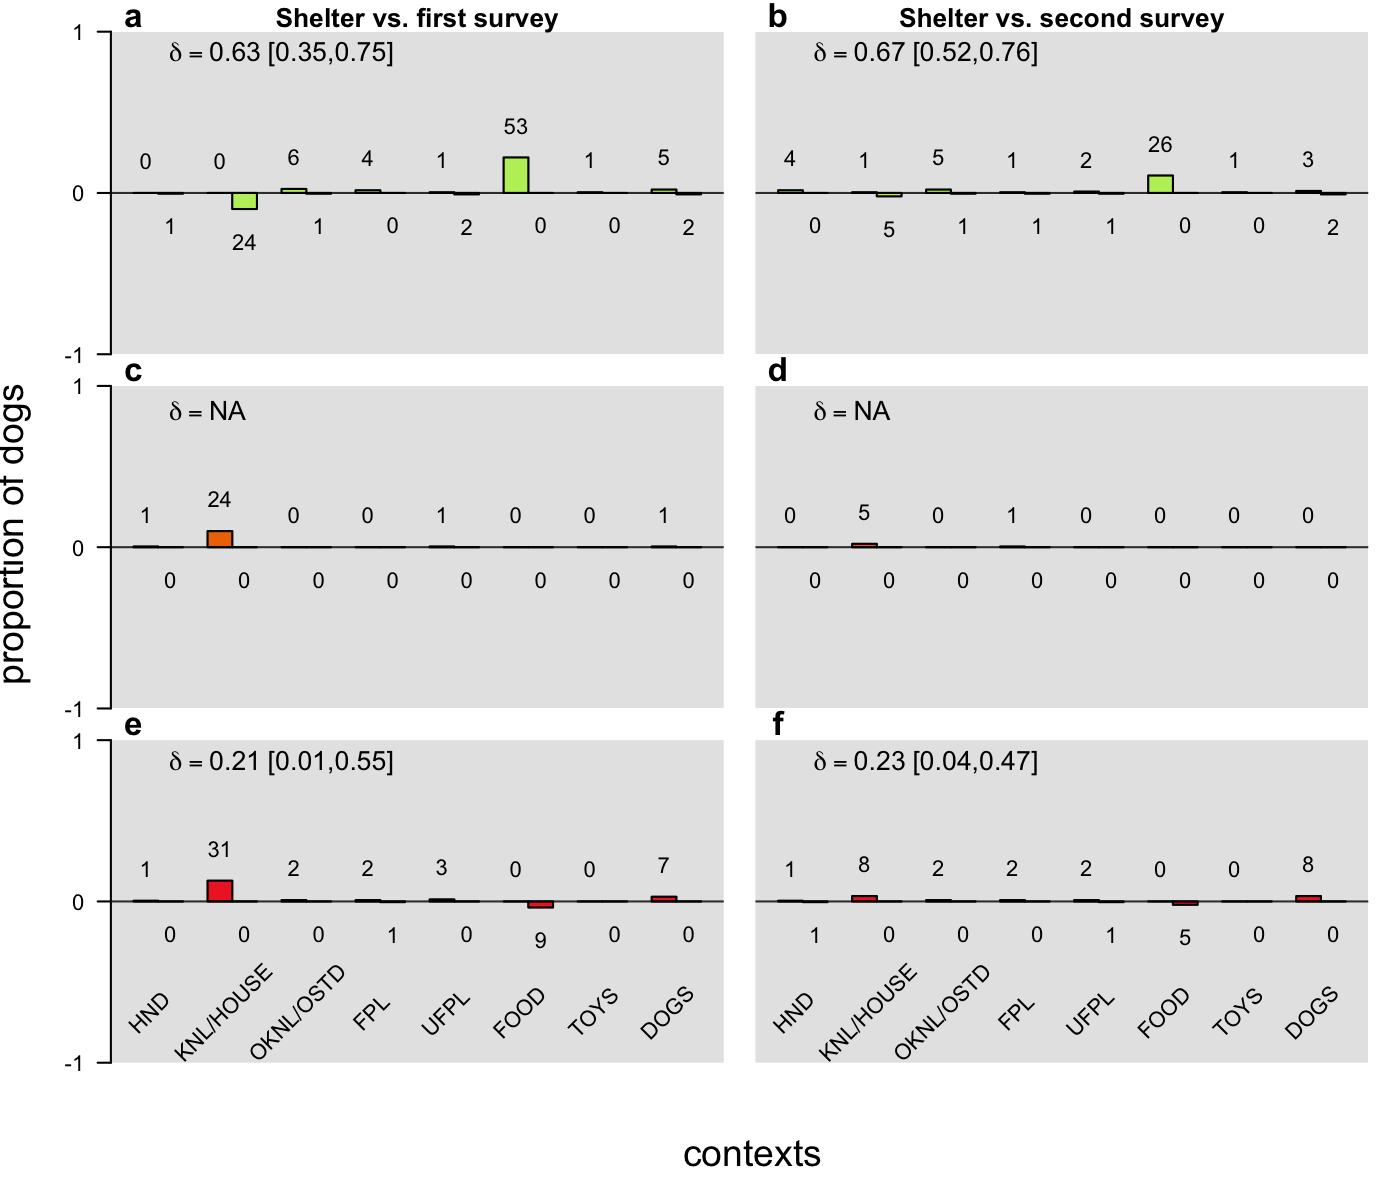 a Shelter vs. first survey
b Shelter vs. second survey
1
δ = 0.63 [0.35,0.75]
δ = 0.67 [0.52,0.76]
0 0 6 4 1 53 1 5
4 1 5 1 2 26 1 3
0
1 24 1 0 2 0 0 2
0 5 1 1 1 0 0 2
-1
c
d
1
δ = NA
δ = NA
1 24 0 0 1 0 0 1
0 5 0 1 0 0 0 0
0
0 0 0 0 0 0 0 0
0 0 0 0 0 0 0 0
-1
e
f
1
δ = 0.21 [0.01,0.55]
δ = 0.23 [0.04,0.47]
1 31 2 2 3 0 0 7
1 8 2 2 2 0 0 8
0
0 0 0 1 0 9 0 0
1 0 0 0 1 5 0 0
-1
HND KNL/HOUSE OKNL/OSTD FPL UFPL FOOD TOYS DOGS
HND KNL/HOUSE OKNL/OSTD FPL UFPL FOOD TOYS DOGS
proportion of dogs
contexts